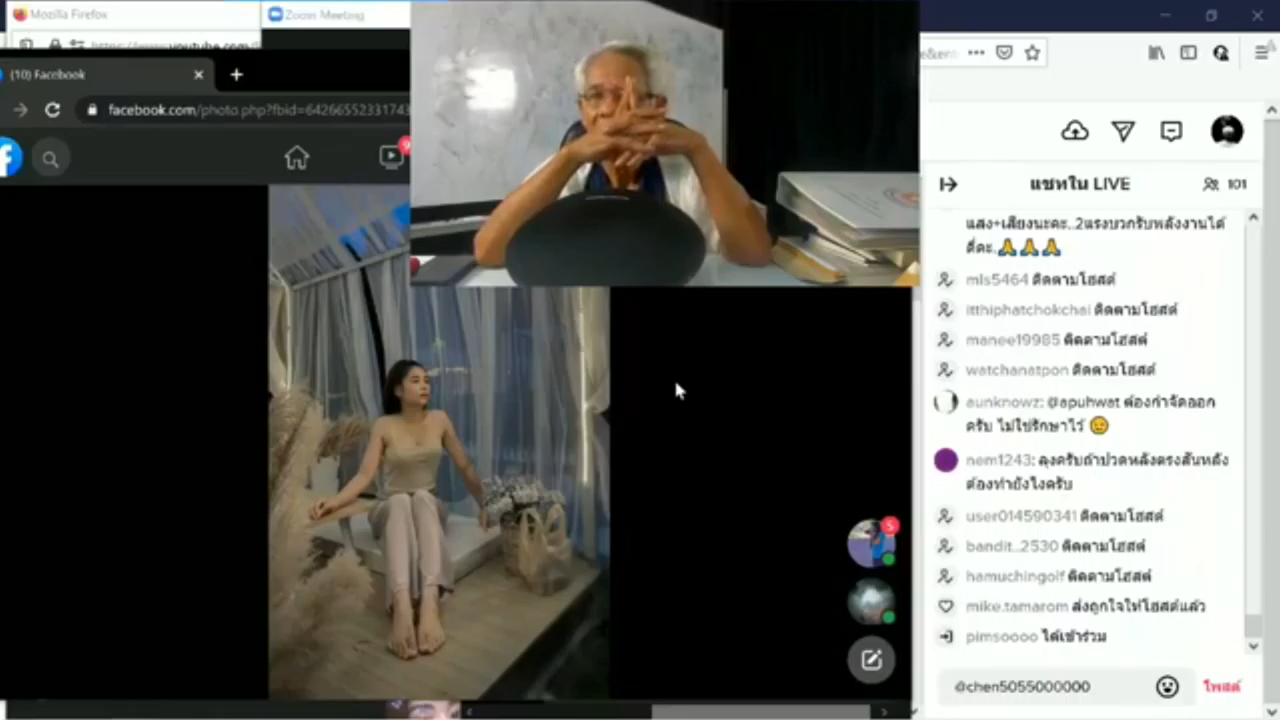 Mozilla Firefox
Zoom Meeting
https://www.youtube.com
(10) Facebook
facebook.com/photo.php?fbid=64266552331743
9
แชทใน LIVE
101
แสง+เสียงนะคะ..2แรงบวกรับพลังงานได้
ดีคะ.🙏🙏🙏
mls5464 ติดตามโฮสต์
itthiphatchokchai ติดตามโฮสต์
manee19985 ติดตามโฮสต์
watchanatpon ติดตามโฮสต์
aunknowz: @apuhwat ต้องกำจัดออก
ครับ ไม่ใช่รักษาไว้ 😉
nem1243: ลุงครับถ้าปวดหลังตรงสันหลัง
ต้องทำยังไงครับ
user014590341 ติดตามโฮสต์
bandit..2530 ติดตามโฮสต์
hamuchingolf ติดตามโฮสต์
mike.tamarom ส่งถูกใจให้โฮสต์แล้ว
pimsoooo ได้เข้าร่วม
5
@chen5055000000
โพสต์